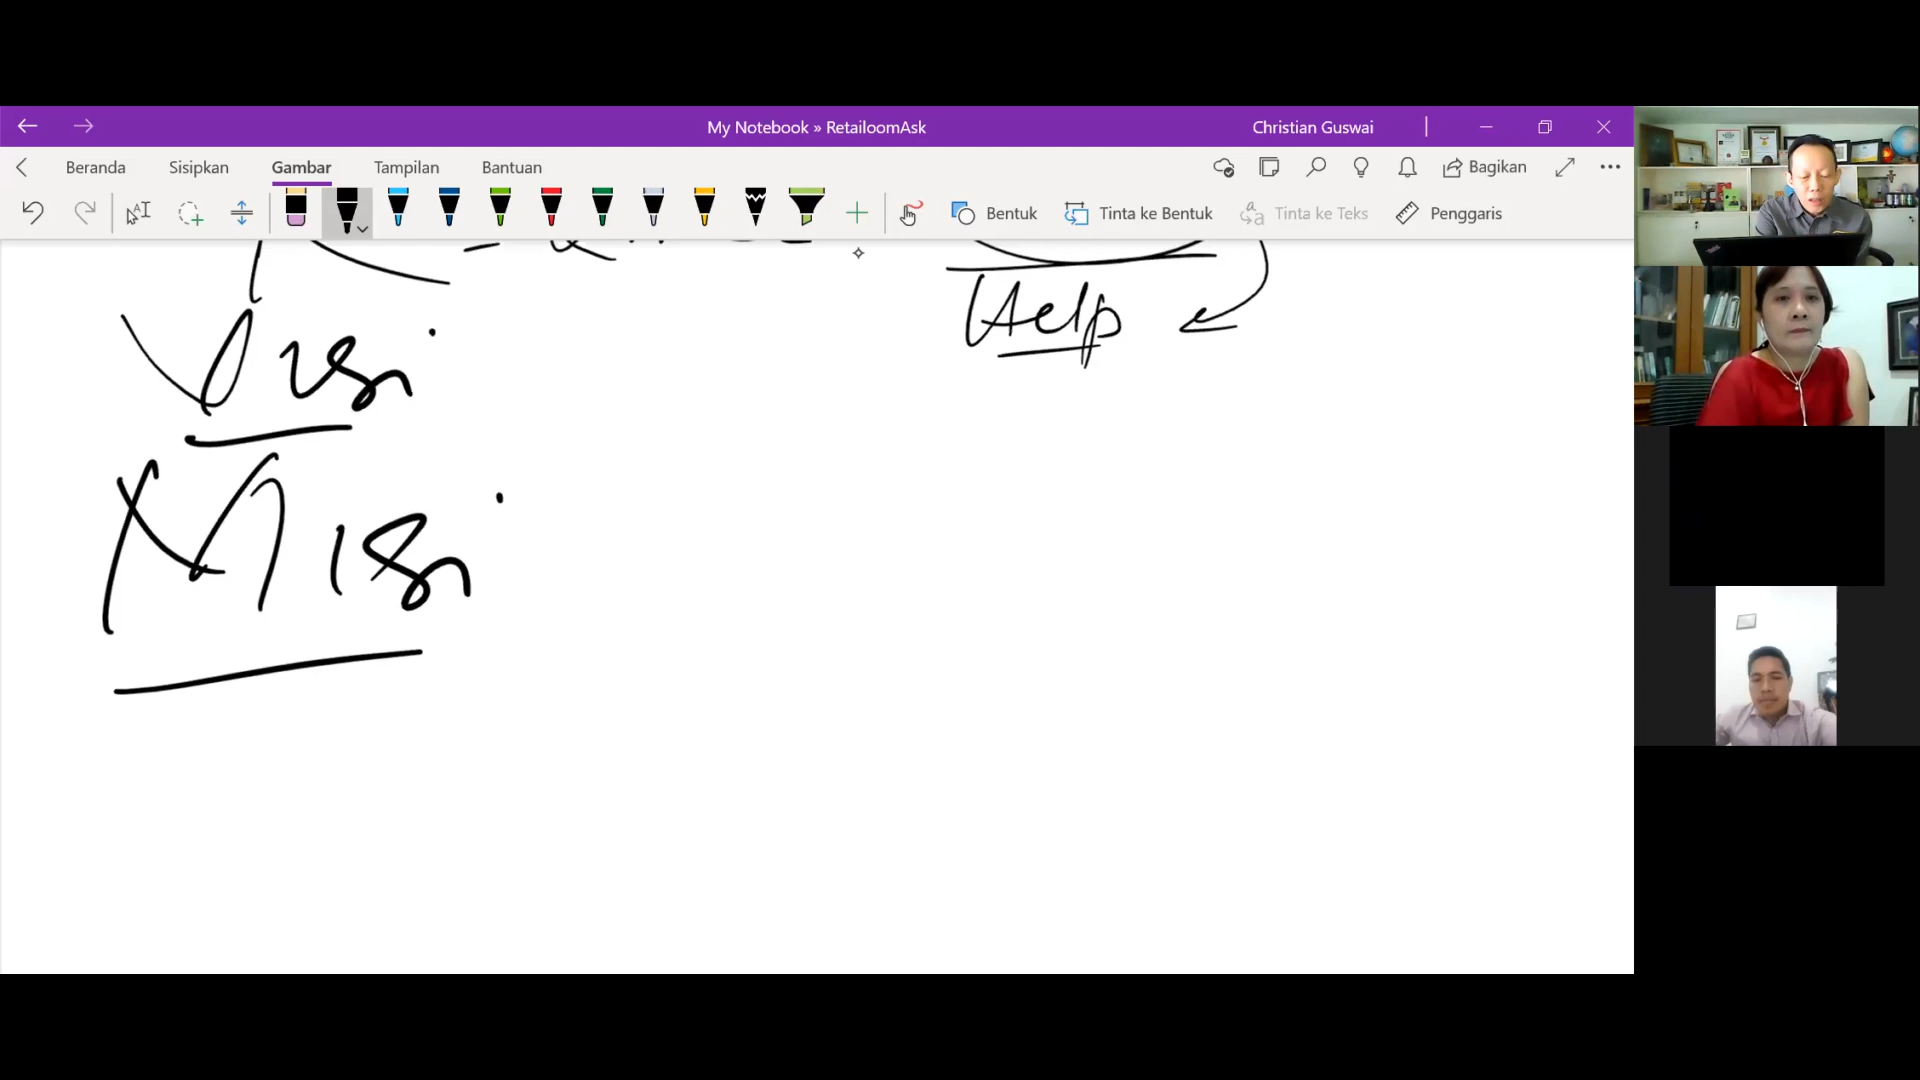 My Notebook » RetailoomAsk
Christian Guswai
Beranda Sisipkan Gambar Tampilan Bantuan
Bagikan
Bentuk Tinta ke Bentuk Tinta ke Teks Penggaris
Help
Visi
Misi